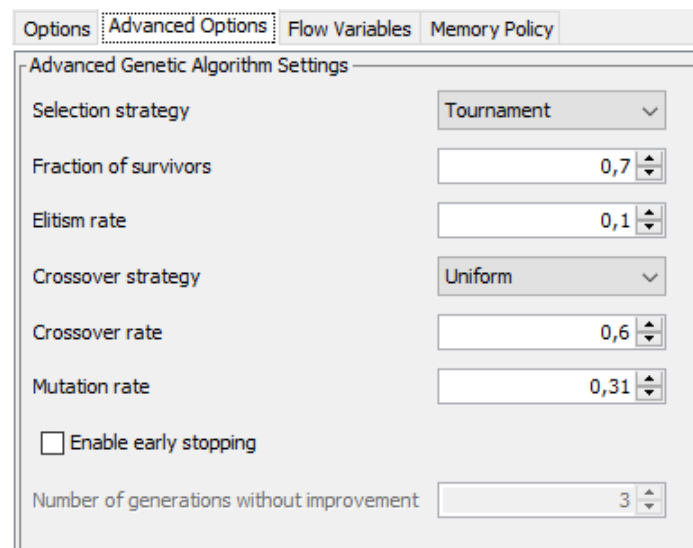 Options Advanced Options Flow Variables Memory Policy
Advanced Genetic Algorithm Settings
Selection strategy Tournament
Fraction of survivors 0,7
Elitism rate 0,1
Crossover strategy Uniform
Crossover rate 0,6
Mutation rate 0,31
Enable early stopping
Number of generations without improvement 3